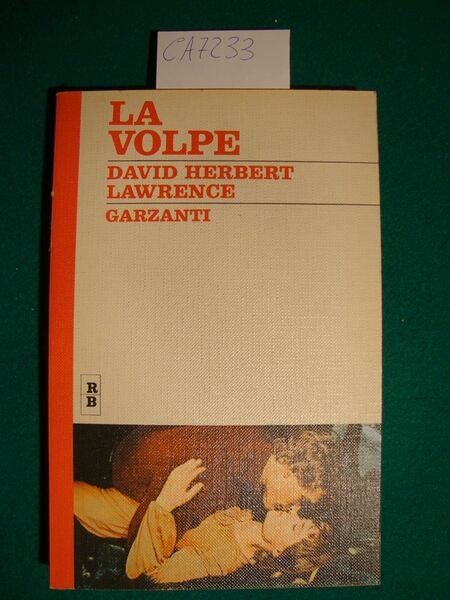 CA7233
LA
VOLPE
DAVID HERBERT
LAWRENCE
GARZANTI
R
B